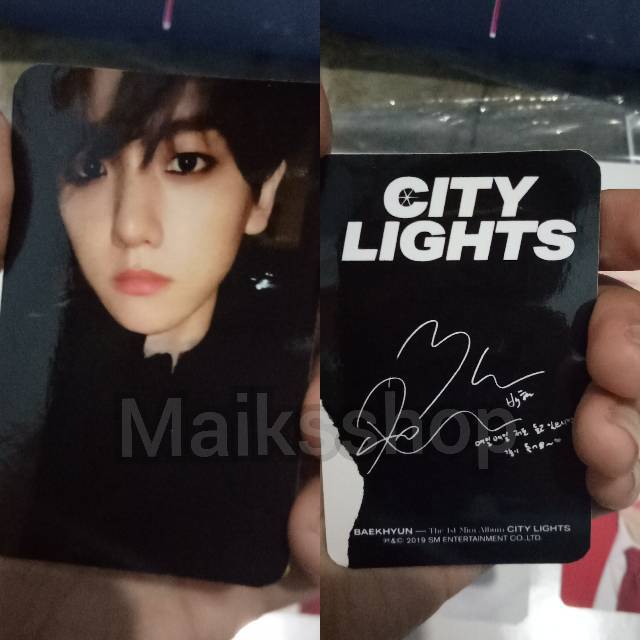 CITY
LIGHTS
Maiksshop
BAEKHYUN — The 1st Mini Album CITY LIGHTS
℗&© 2019 SM ENTERTAINMENT CO.,LTD.